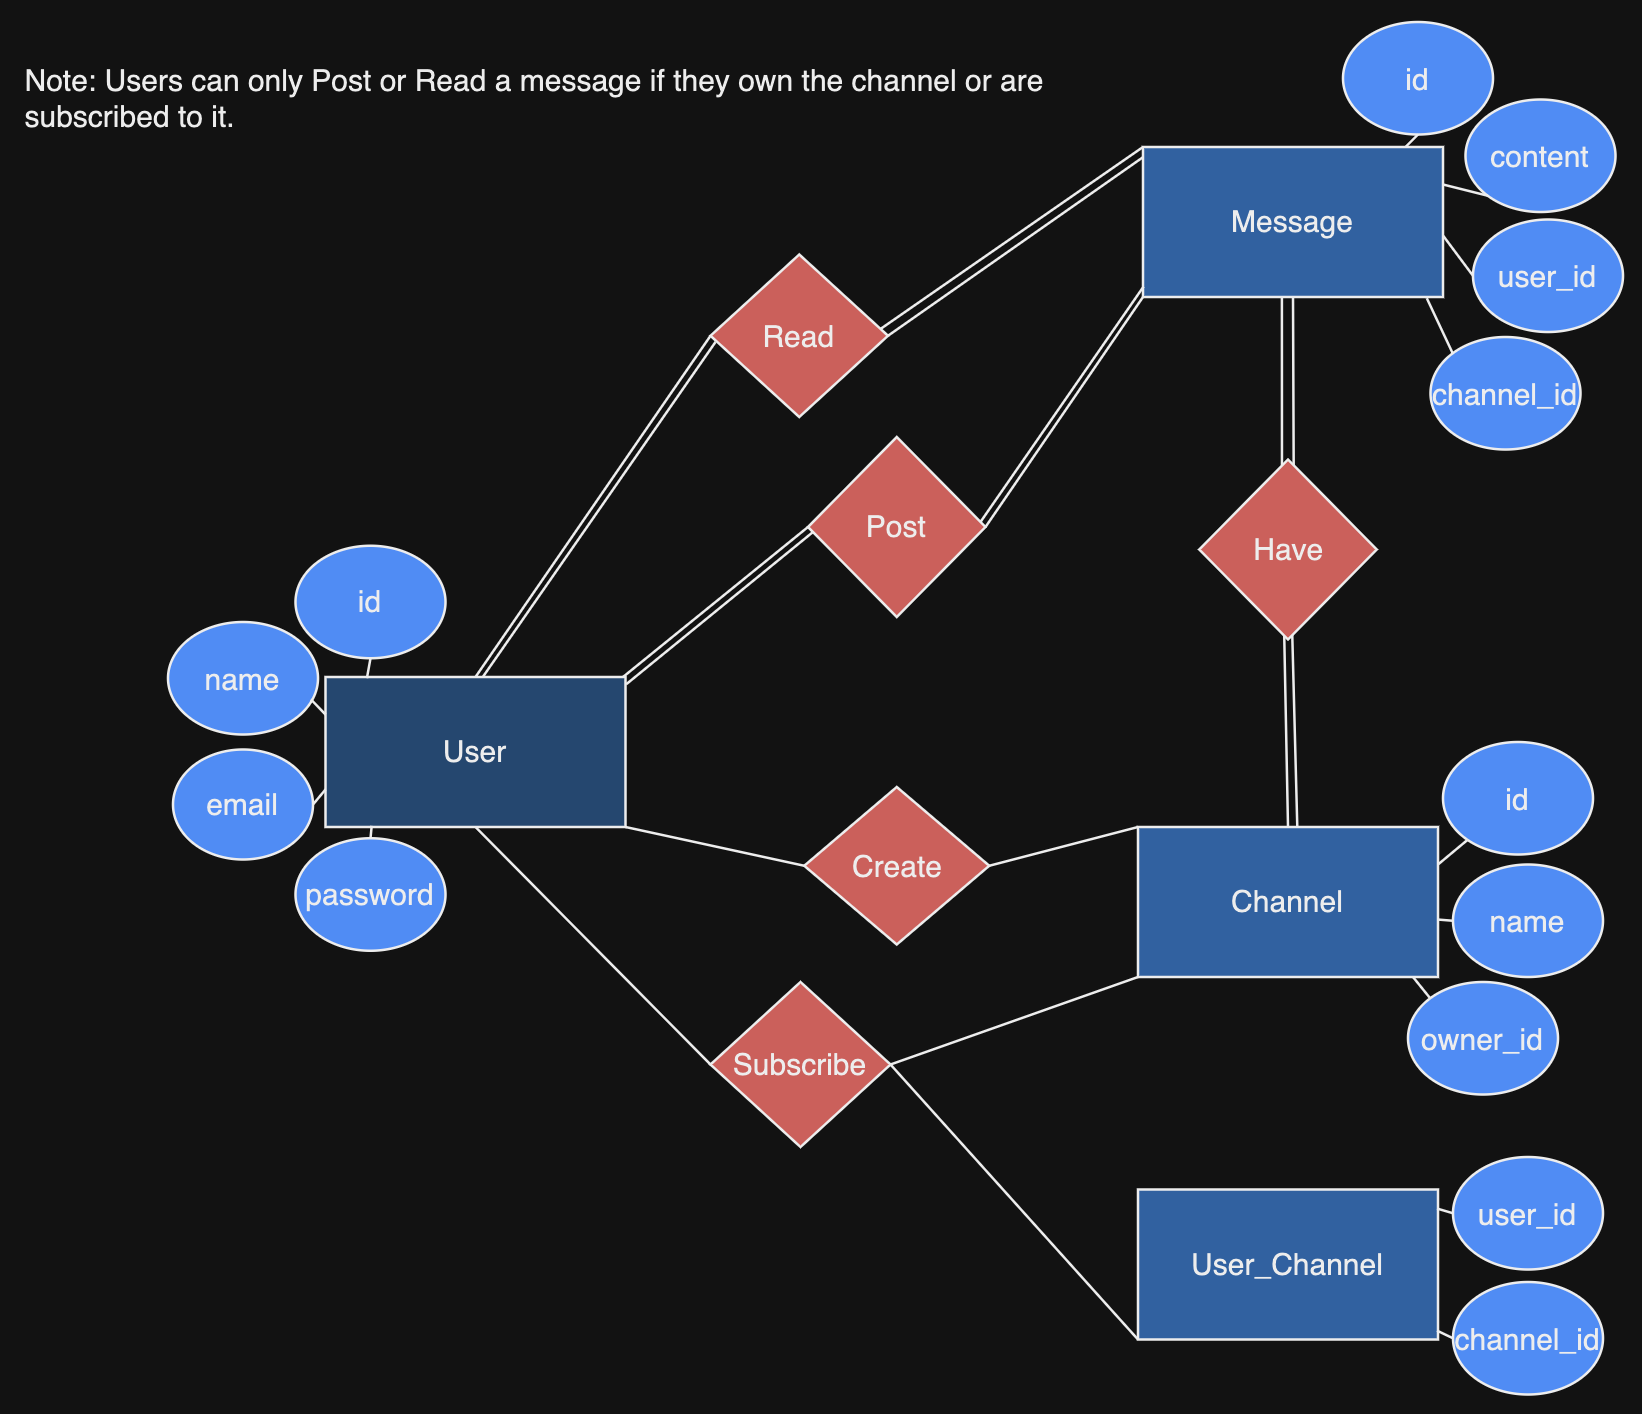 Note: Users can only Post or Read a message if they own the channel or are
subscribed to it.
id
content
Message
user_id
Read
channel_id
Post
Have
id
name
User
email
password
Create
id
Channel
name
owner_id
Subscribe
user_id
User_Channel
channel_id